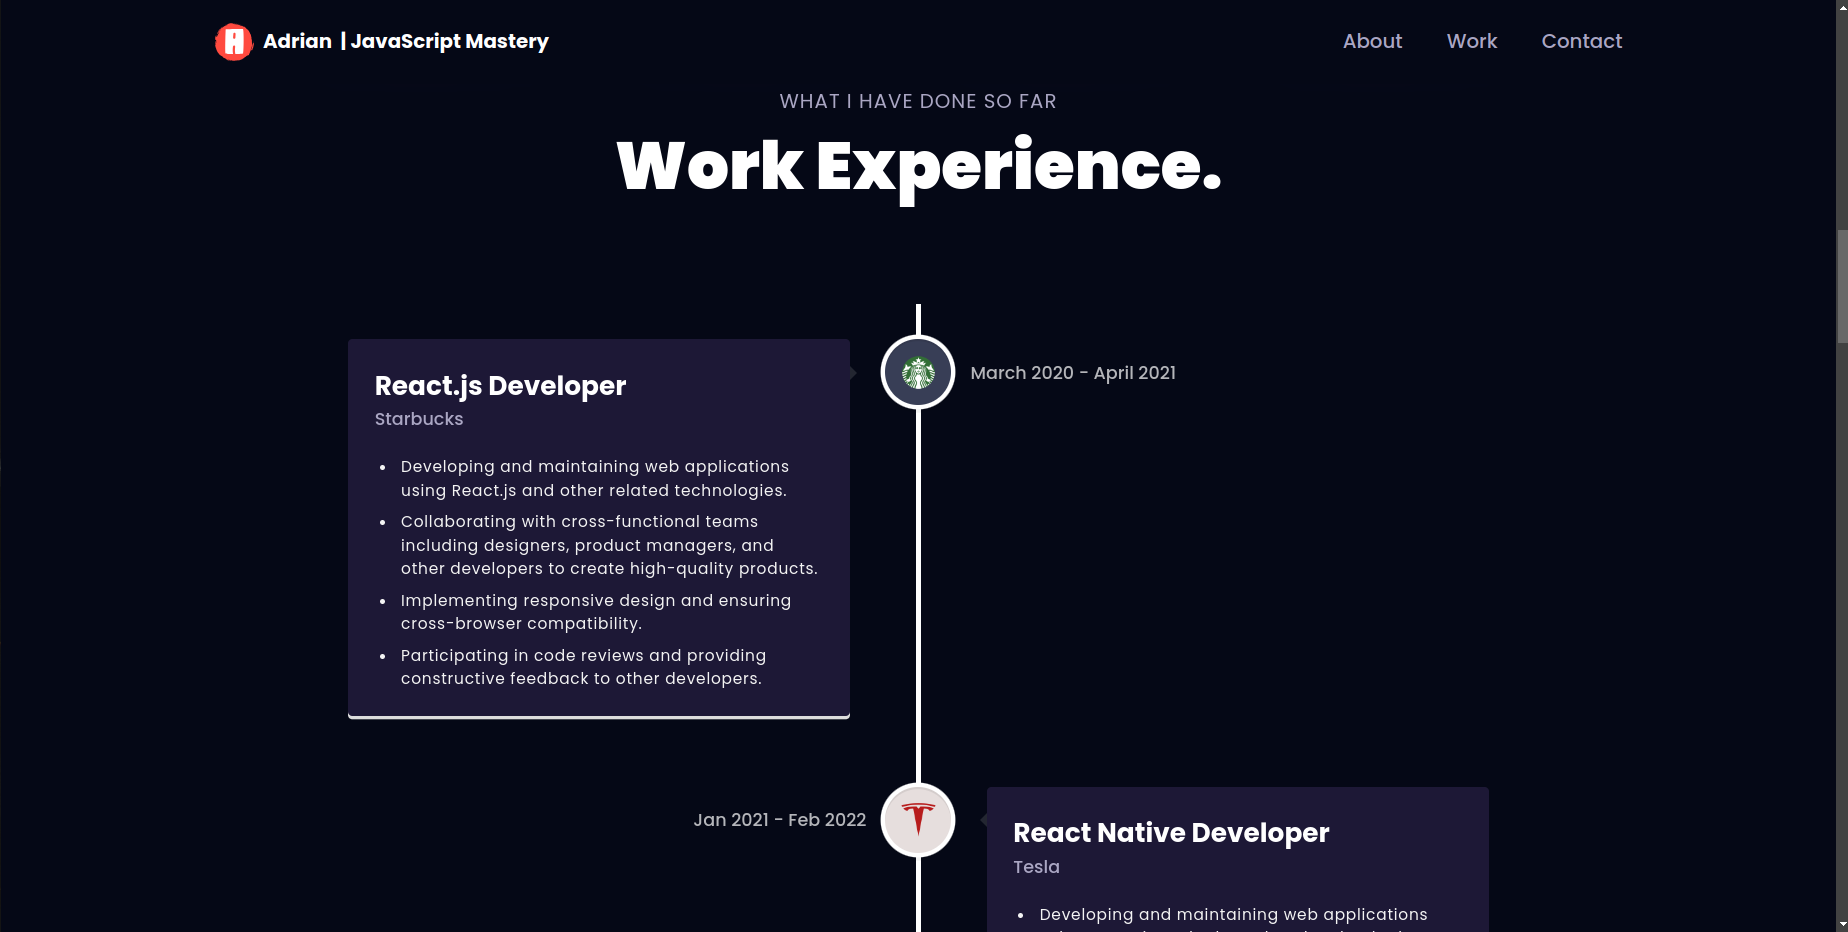 Adrian | JavaScript Mastery
About Work Contact
WHAT I HAVE DONE SO FAR
Work Experience.
React.js Developer
Starbucks
• Developing and maintaining web applications
using React.js and other related technologies.
• Collaborating with cross-functional teams
including designers, product managers, and
other developers to create high-quality products.
• Implementing responsive design and ensuring
cross-browser compatibility.
• Participating in code reviews and providing
constructive feedback to other developers.
March 2020 - April 2021
Jan 2021 - Feb 2022
React Native Developer
Tesla
• Developing and maintaining web applications